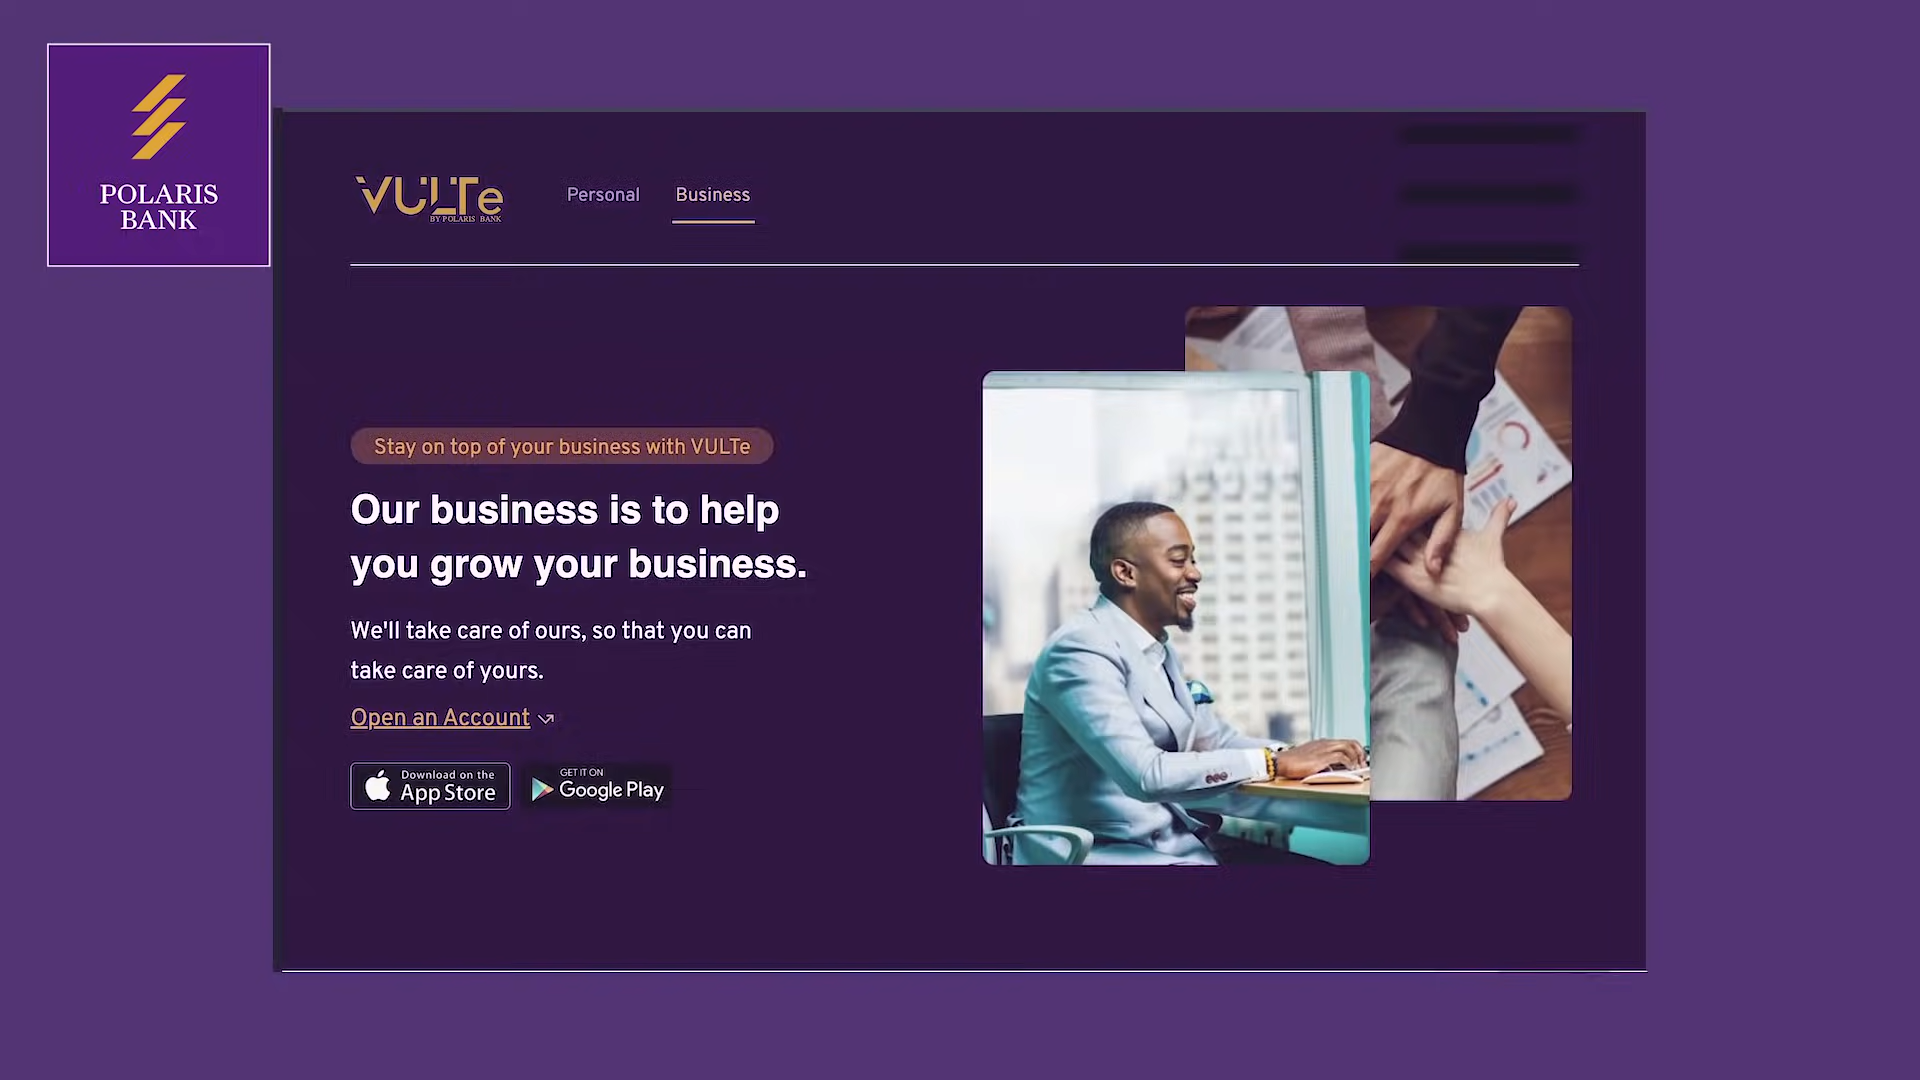 POLARIS
BANK
VULTe
BY POLARIS BANK
Personal
Business
Stay on top of your business with VULTe
Our business is to help
you grow your business.
We'll take care of ours, so that you can
take care of yours.
Open an Account
Download on the
App Store
GET IT ON
Google Play